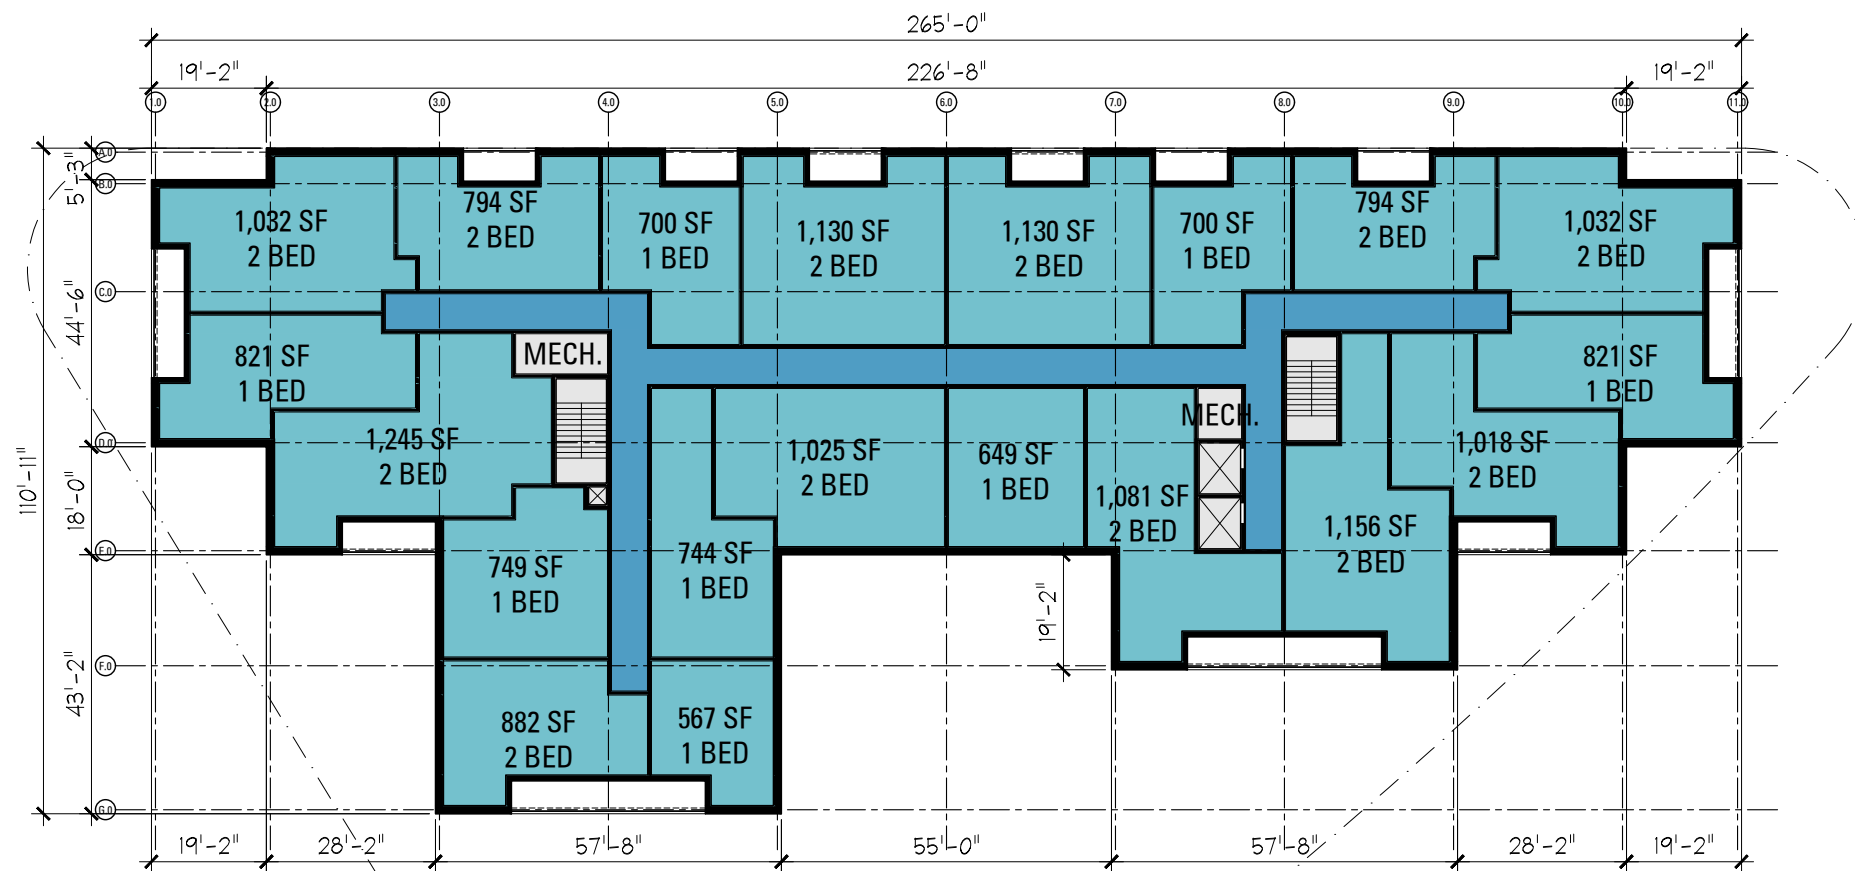 265'-0"
19'-2"
226'-8"
19'-2"
1.0
2.0
3.0
4.0
5.0
6.0
7.0
8.0
9.0
10.0
11.0
A.0
B.0
C.0
D.0
E.0
F.0
G.0
5'-3"
44'-6"
18'-0"
43'-2"
110'-11"
1,032 SF
2 BED
794 SF
2 BED
700 SF
1 BED
1,130 SF
2 BED
1,130 SF
2 BED
700 SF
1 BED
794 SF
2 BED
1,032 SF
2 BED
821 SF
1 BED
MECH.
821 SF
1 BED
1,245 SF
2 BED
1,025 SF
2 BED
649 SF
1 BED
MECH.
1,081 SF
2 BED
1,018 SF
2 BED
1,156 SF
2 BED
749 SF
1 BED
744 SF
1 BED
19'-2"
882 SF
2 BED
567 SF
1 BED
19'-2"
28'-2"
57'-8"
55'-0"
57'-8"
28'-2"
19'-2"